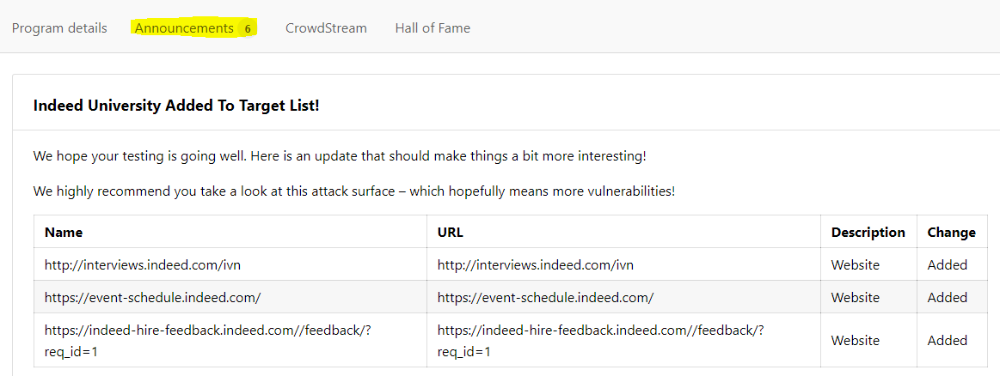 Program details Announcements 6 CrowdStream Hall of Fame
Indeed University Added To Target List!
We hope your testing is going well. Here is an update that should make things a bit more interesting!
We highly recommend you take a look at this attack surface – which hopefully means more vulnerabilities!
Name URL Description Change
http://interviews.indeed.com/ivn http://interviews.indeed.com/ivn Website Added
https://event-schedule.indeed.com/ https://event-schedule.indeed.com/ Website Added
https://indeed-hire-feedback.indeed.com//feedback/? https://indeed-hire-feedback.indeed.com//feedback/? Website Added
req_id=1 req_id=1